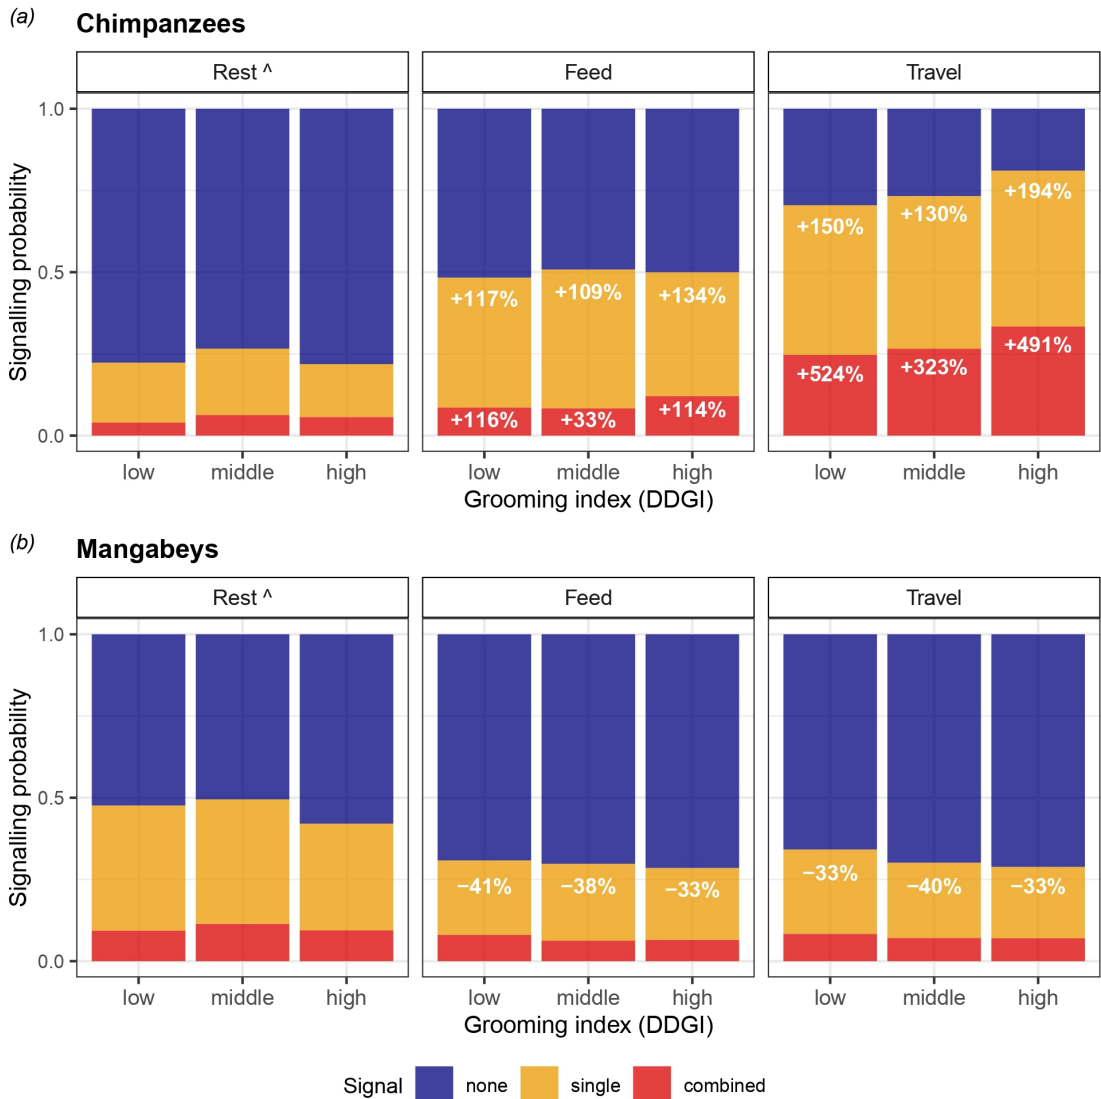 (a)
Chimpanzees
Rest ^ Feed Travel
Signalling probability
1.0
0.5
0.0
+117% +109% +134%
+116% +33% +114%
+150% +130% +194%
+524% +323% +491%
low middle high low middle high low middle high
Grooming index (DDGI)
(b)
Mangabeys
Rest ^ Feed Travel
Signalling probability
1.0
0.5
0.0
−41% −38% −33%
−33% −40% −33%
low middle high low middle high low middle high
Grooming index (DDGI)
Signal none single combined